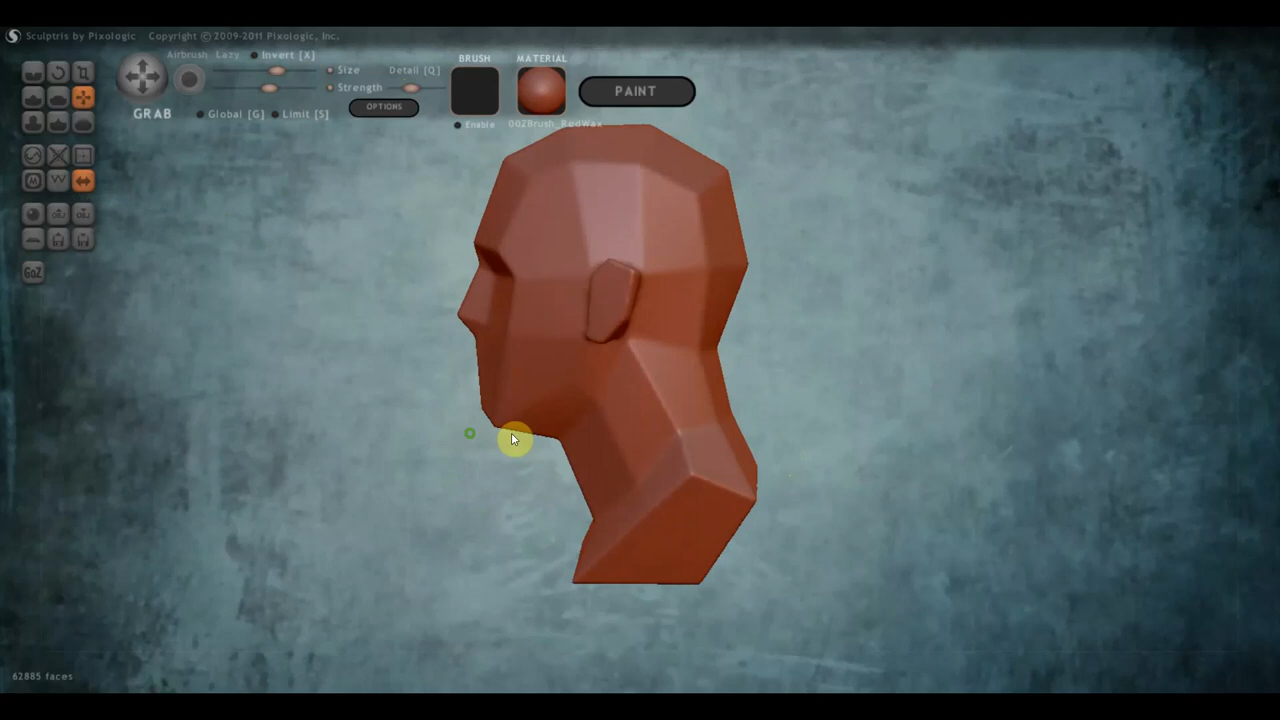 Sculptris by Pixologic Copyright © 2009-2011 Pixologic, Inc.
Airbrush Lazy Invert [X]
BRUSH
MATERIAL
Size
Detail [Q]
Strength
PAINT
OPTIONS
GRAB
Global [G] Limit [S]
Enable
002Brush_RedWax
GoZ
62885 faces